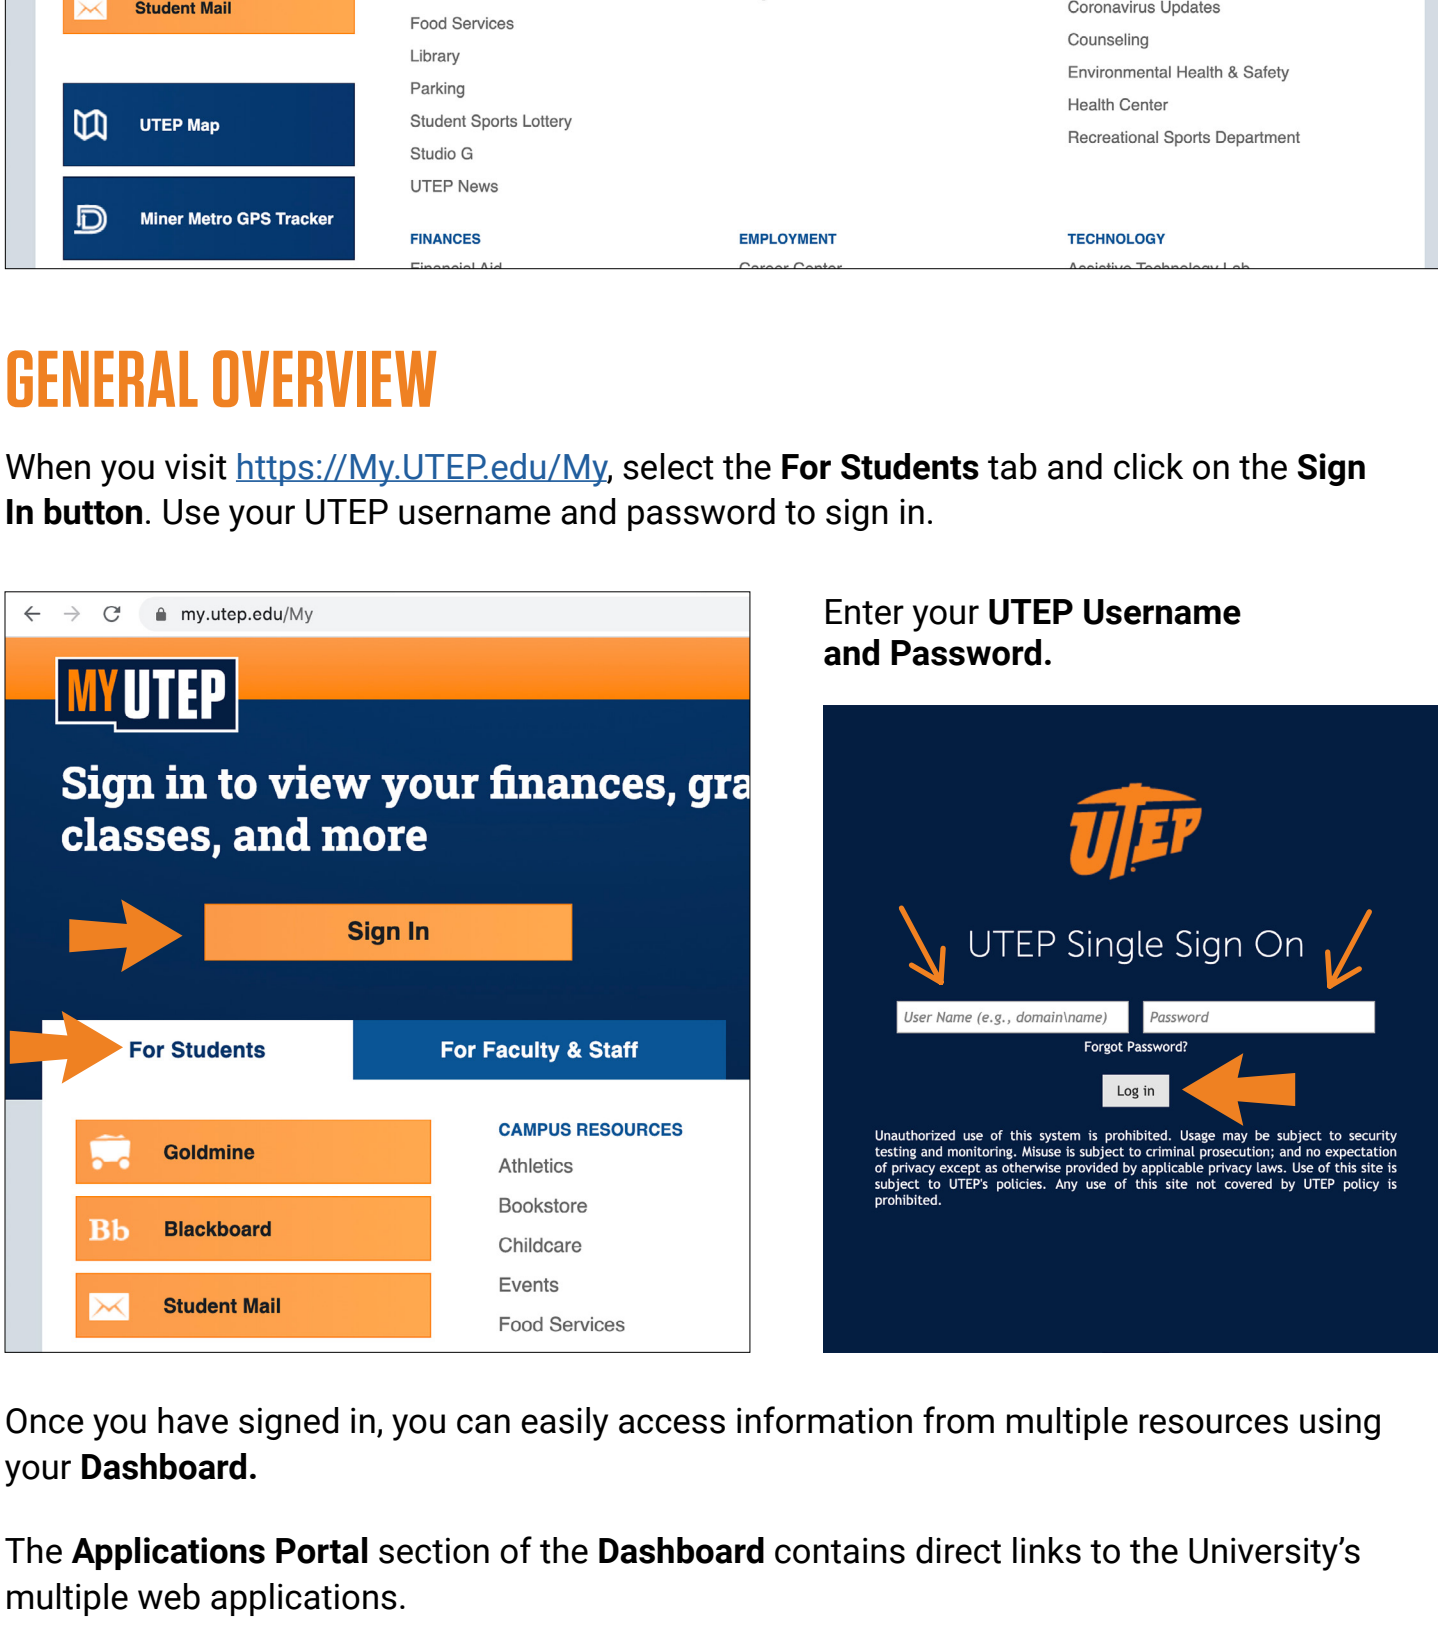 Student Mail
UTEP Map
Miner Metro GPS Tracker
Food Services
Library
Parking
Student Sports Lottery
Studio G
UTEP News
Coronavirus Updates
Counseling
Environmental Health & Safety
Health Center
Recreational Sports Department
FINANCES
Financial Aid
EMPLOYMENT
Career Center
TECHNOLOGY
Assistive Technology Lab
GENERAL OVERVIEW
When you visit https://My.UTEP.edu/My, select the For Students tab and click on the Sign
In button. Use your UTEP username and password to sign in.
my.utep.edu/My
MYUTEP
Sign in to view your finances, gra
classes, and more
Sign In
For Students
For Faculty & Staff
Goldmine
Bb Blackboard
Student Mail
CAMPUS RESOURCES
Athletics
Bookstore
Childcare
Events
Food Services
Enter your UTEP Username
and Password.
UTEP
UTEP Single Sign On
User Name (e.g., domain\name)
Password
Forgot Password?
Log in
Unauthorized use of this system is prohibited. Usage may be subject to security
testing and monitoring. Misuse is subject to criminal prosecution; and no expectation
of privacy except as otherwise provided by applicable privacy laws. Use of this site is
subject to UTEP's policies. Any use of this site not covered by UTEP policy is
prohibited.
Once you have signed in, you can easily access information from multiple resources using
your Dashboard.
The Applications Portal section of the Dashboard contains direct links to the University’s
multiple web applications.